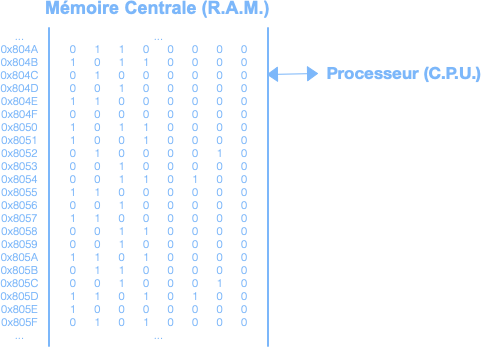 Mémoire Centrale (R.A.M.)
... ...
0x804A 0 1 1 0 0 0 0 0
0x804B 1 0 1 1 0 0 0 0
0x804C 0 1 0 0 0 0 0 0
Processeur (C.P.U.)
0x804D 0 0 1 0 0 0 0 0
0x804E 1 1 0 0 0 0 0 0
0x804F 0 0 0 0 0 0 0 0
0x8050 1 0 1 1 0 0 0 0
0x8051 1 0 0 1 0 0 0 0
0x8052 0 1 0 0 0 0 1 0
0x8053 0 0 1 0 0 0 0 0
0x8054 0 0 1 1 0 1 0 0
0x8055 1 1 0 0 0 0 0 0
0x8056 0 0 1 0 0 0 0 0
0x8057 1 1 0 0 0 0 0 0
0x8058 0 0 1 1 0 0 0 0
0x8059 0 0 1 0 0 0 0 0
0x805A 1 1 0 1 0 0 0 0
0x805B 0 1 1 0 0 0 0 0
0x805C 0 0 1 0 0 0 1 0
0x805D 1 1 0 1 0 1 0 0
0x805E 1 0 0 0 0 0 0 0
0x805F 0 1 0 1 0 0 0 0
... ...